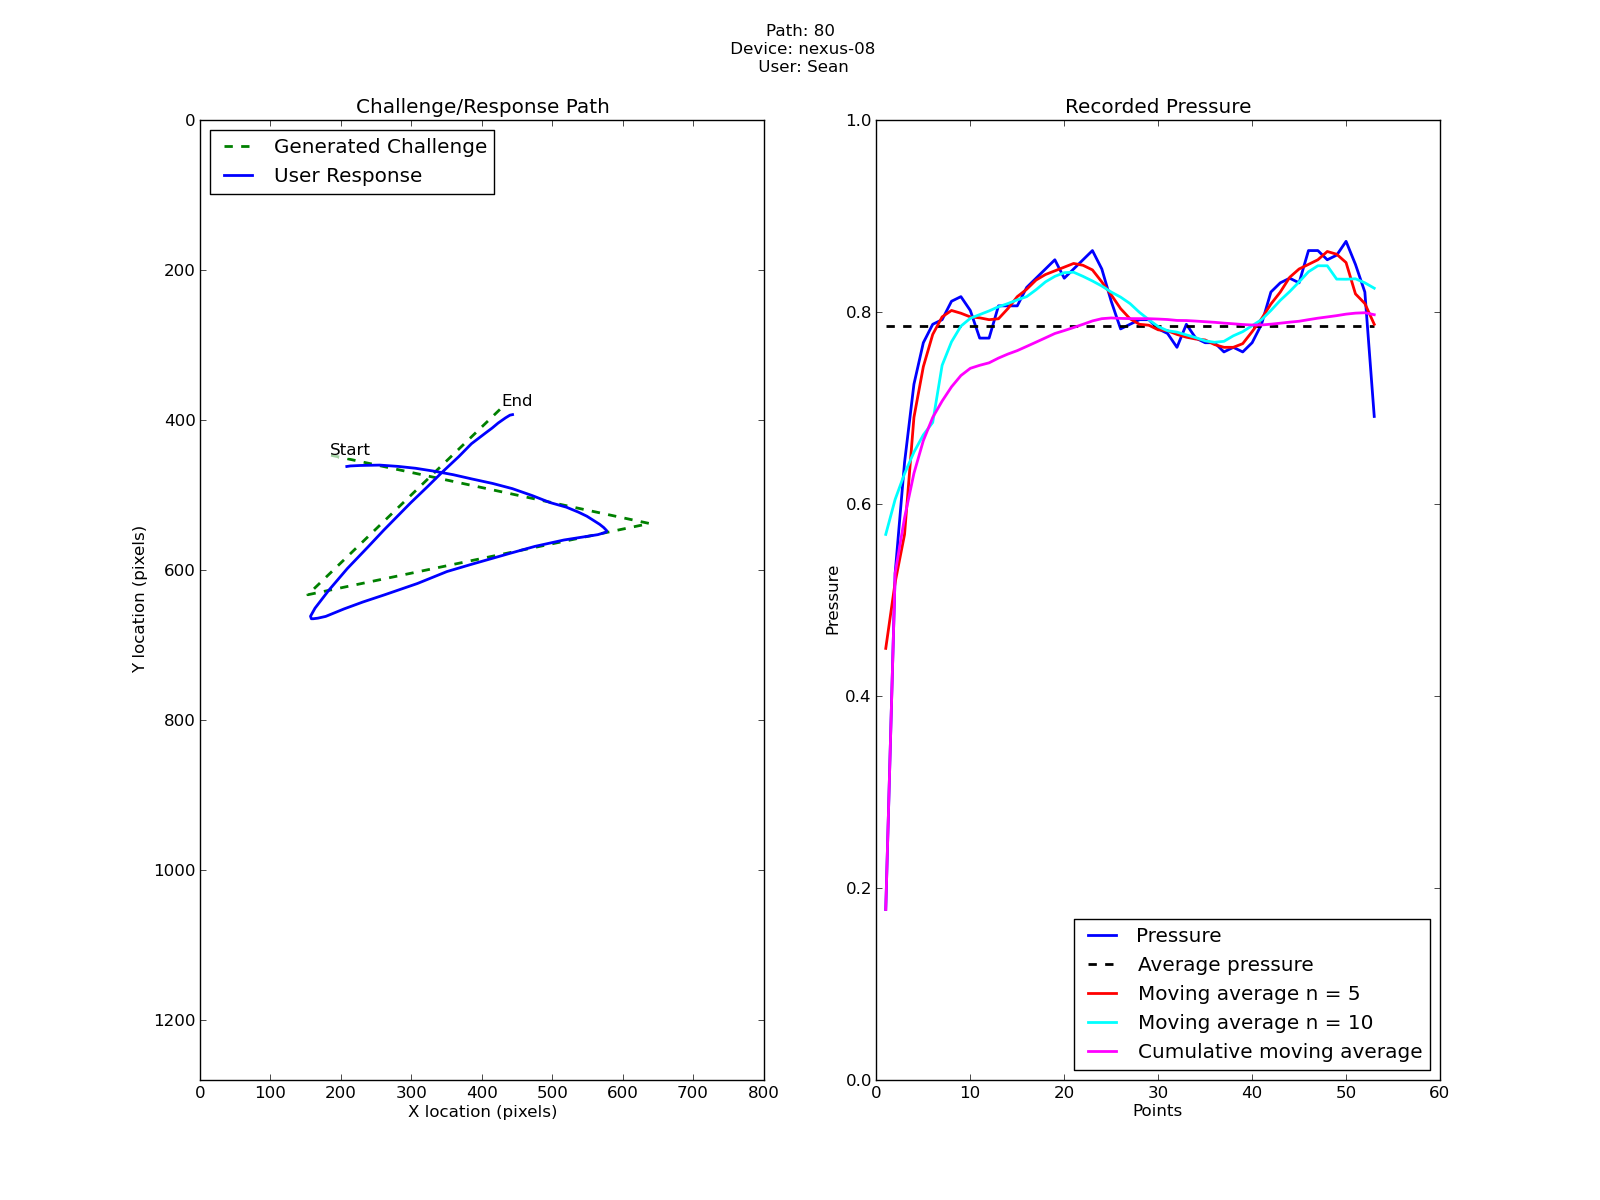 Path: 80
Device: nexus-08
User: Sean
Challenge/Response Path
Generated Challenge
User Response
Start
End
0
200
400
600
800
1000
1200
Y location (pixels)
0 100 200 300 400 500 600 700 800
X location (pixels)
Recorded Pressure
1.0
0.8
0.6
0.4
0.2
0.0
Pressure
Pressure
Average pressure
Moving average n = 5
Moving average n = 10
Cumulative moving average
0 10 20 30 40 50 60
Points